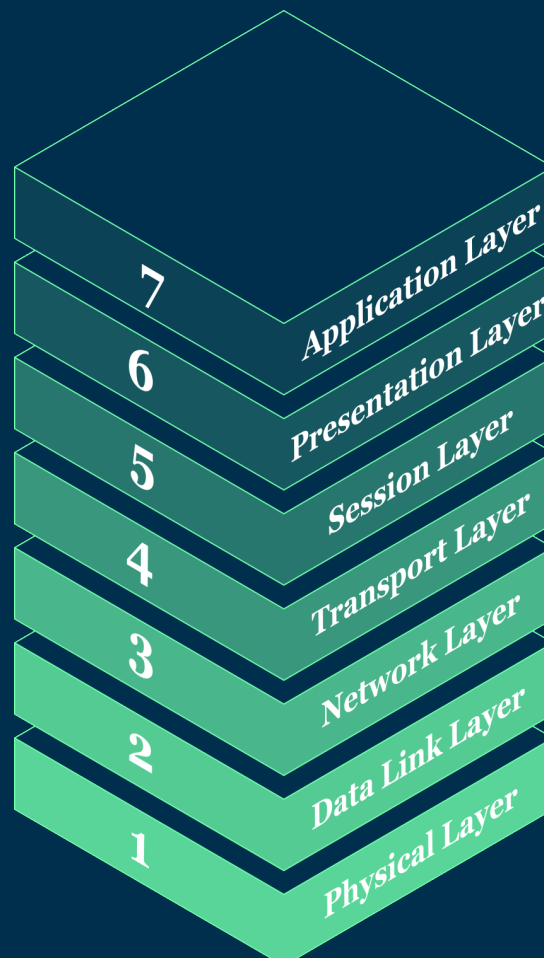 7 Application Layer
6 Presentation Layer
5 Session Layer
4 Transport Layer
3 Network Layer
2 Data Link Layer
1 Physical Layer